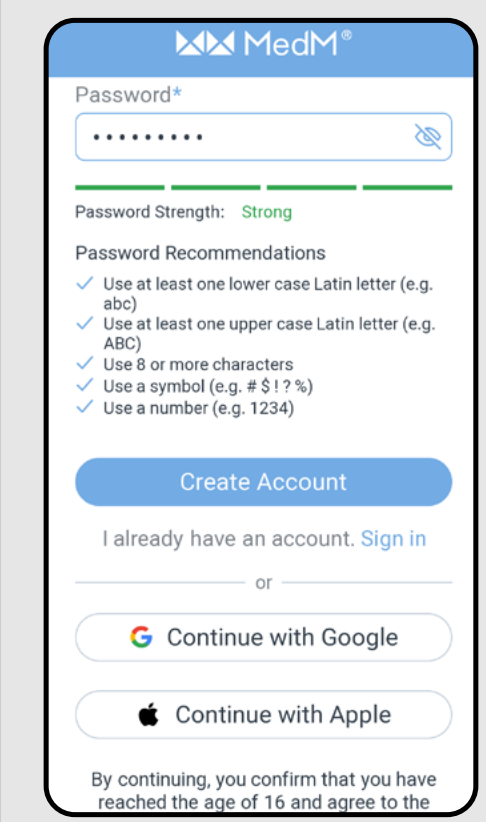 MedM®
Password*
•••••••••
Password Strength: Strong
Password Recommendations
Use at least one lower case Latin letter (e.g.
abc)
Use at least one upper case Latin letter (e.g.
ABC)
Use 8 or more characters
Use a symbol (e.g. # $ ! ? %)
Use a number (e.g. 1234)
Create Account
I already have an account. Sign in
or
Continue with Google
Continue with Apple
By continuing, you confirm that you have
reached the age of 16 and agree to the